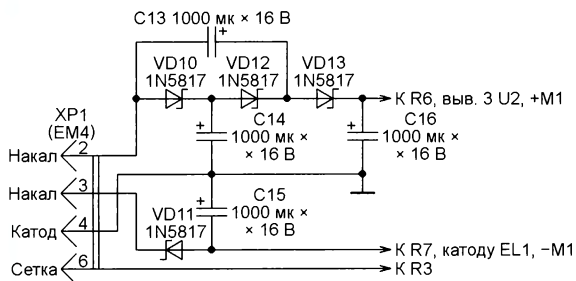 C13 1000 мк × 16 В
+
VD10
1N5817
VD12
1N5817
VD13
1N5817
К R6, выв. 3 U2, +M1
XP1
(EM4)
+
C14
1000 мк ×
× 16 В
+
C16
1000 мк ×
× 16 В
Накал
2
Накал
3
+
C15
1000 мк ×
× 16 В
VD11
1N5817
Катод
4
К R7, катоду EL1, −M1
Сетка
6
К R3